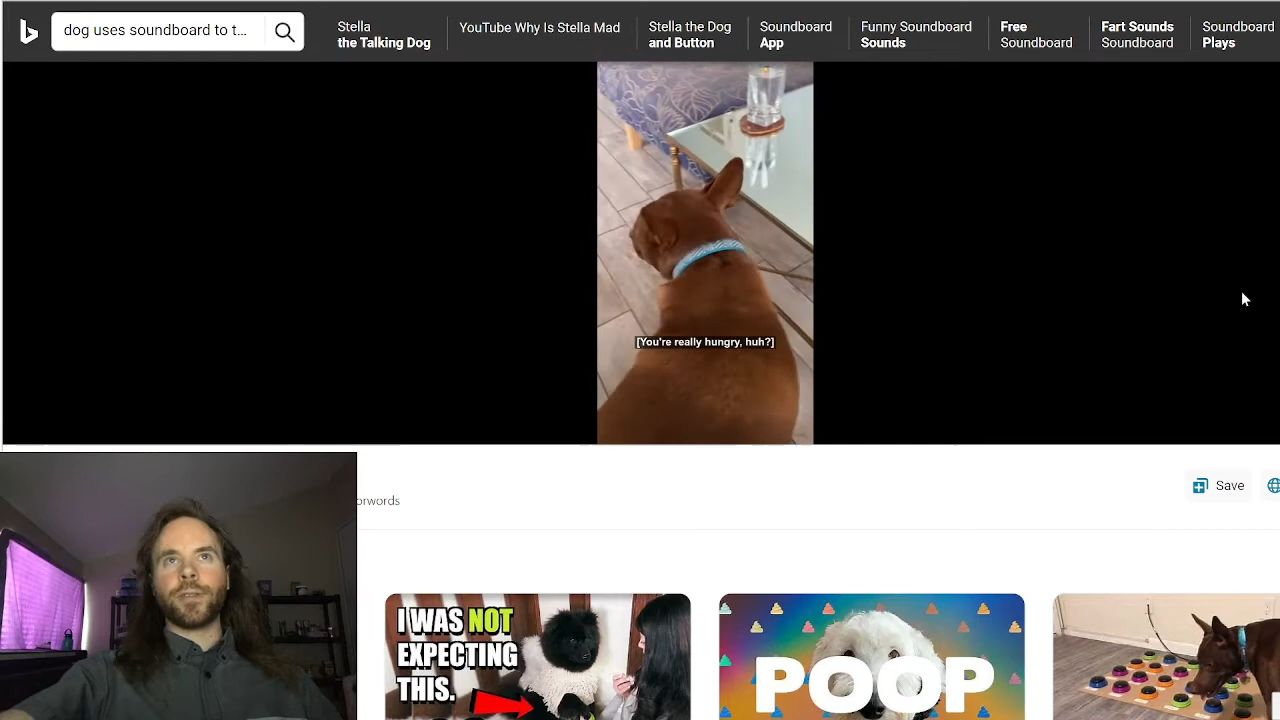 dog uses soundboard to t...
Stella
the Talking Dog
YouTube Why Is Stella Mad
Stella the Dog
and Button
Soundboard
App
Funny Soundboard
Sounds
Free
Soundboard
Fart Sounds
Soundboard
Soundboard
Plays
[You're really hungry, huh?]
orwords
Save
I WAS NOT
EXPECTING
THIS.
POOP